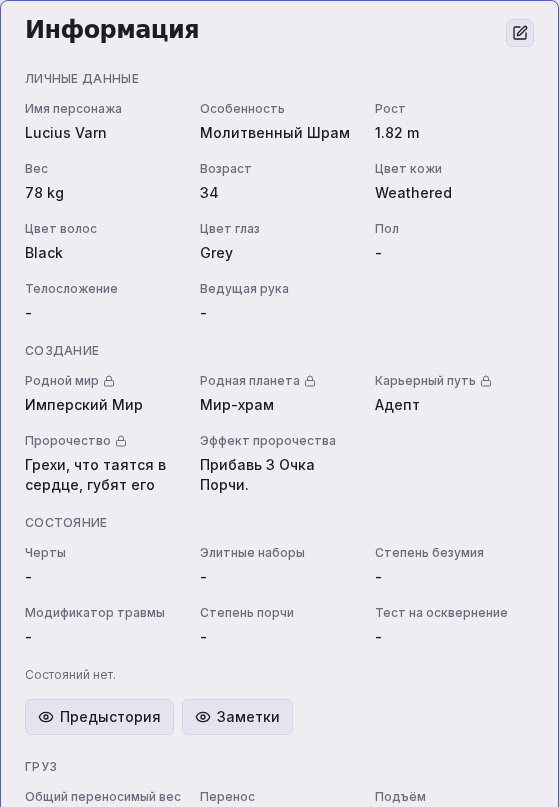 Информация
ЛИЧНЫЕ ДАННЫЕ
Имя персонажа Особенность Рост
Lucius Varn Молитвенный Шрам 1.82 m
Вес Возраст Цвет кожи
78 kg 34 Weathered
Цвет волос Цвет глаз Пол
Black Grey -
Телосложение Ведущая рука
- -
СОЗДАНИЕ
Родной мир Родная планета Карьерный путь
Имперский Мир Мир-храм Адепт
Пророчество Эффект пророчества
Грехи, что таятся в Прибавь 3 Очка
сердце, губят его Порчи.
СОСТОЯНИЕ
Черты Элитные наборы Степень безумия
- - -
Модификатор травмы Степень порчи Тест на осквернение
- - -
Состояний нет.
Предыстория Заметки
ГРУЗ
Общий переносимый вес Перенос Подъём